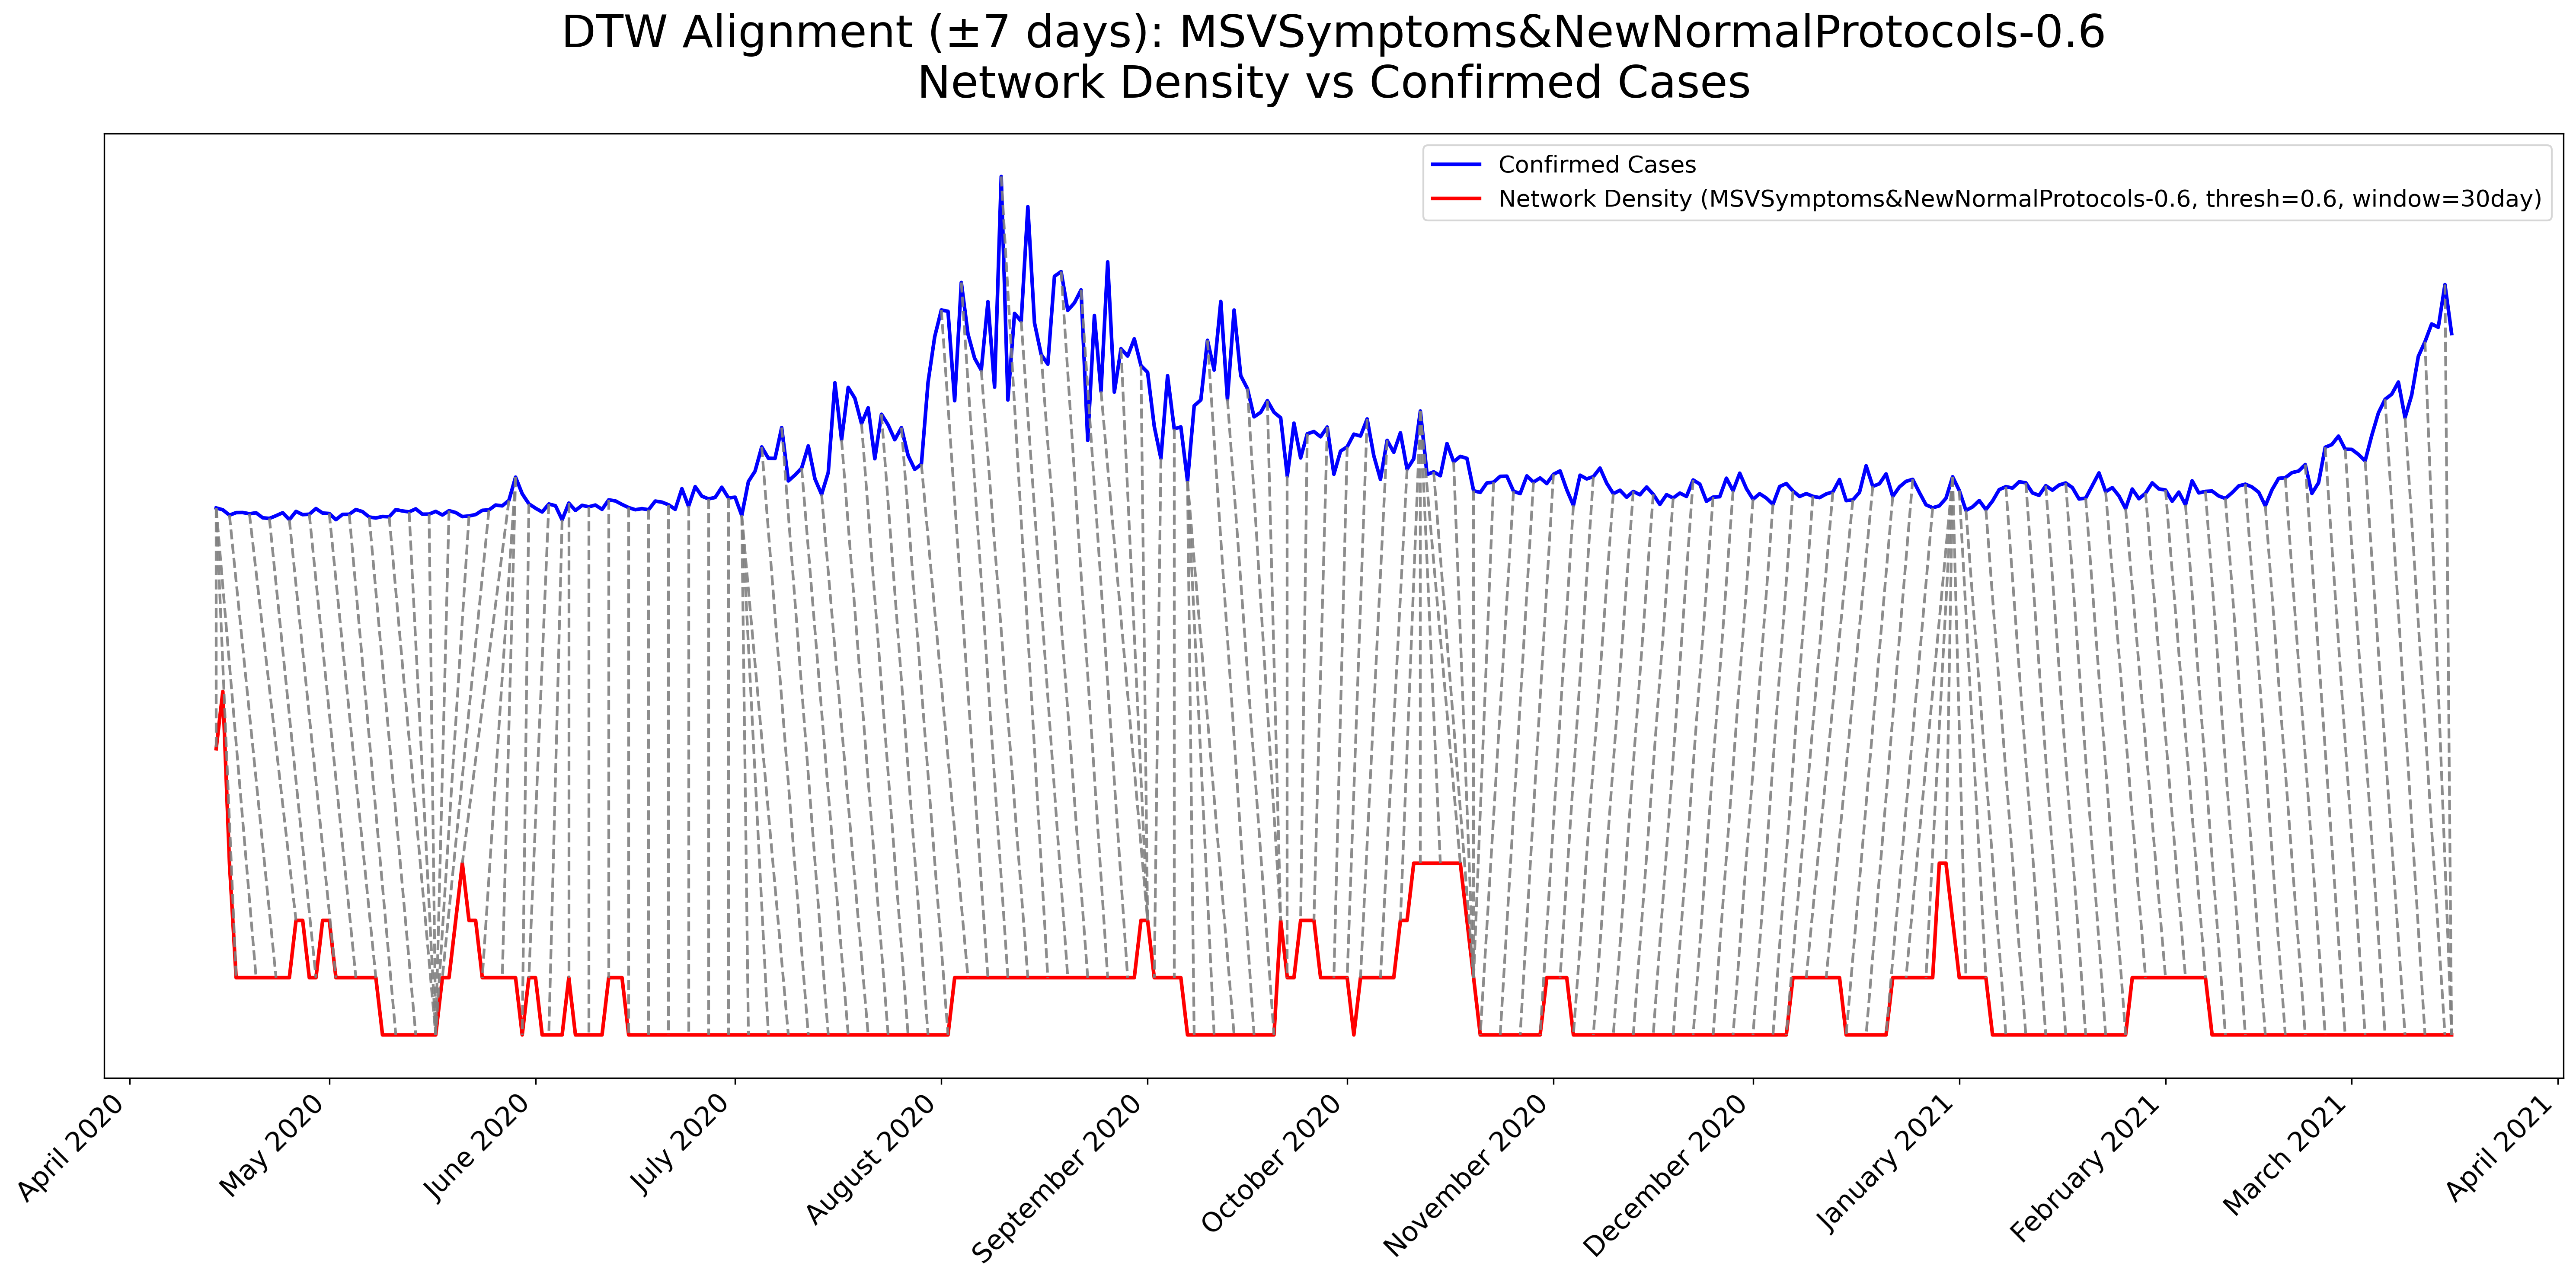 DTW Alignment (±7 days): MSVSymptoms&NewNormalProtocols-0.6
Network Density vs Confirmed Cases
Confirmed Cases
Network Density (MSVSymptoms&NewNormalProtocols-0.6, thresh=0.6, window=30day)
April 2020
May 2020
June 2020
July 2020
August 2020
September 2020
October 2020
November 2020
December 2020
January 2021
February 2021
March 2021
April 2021